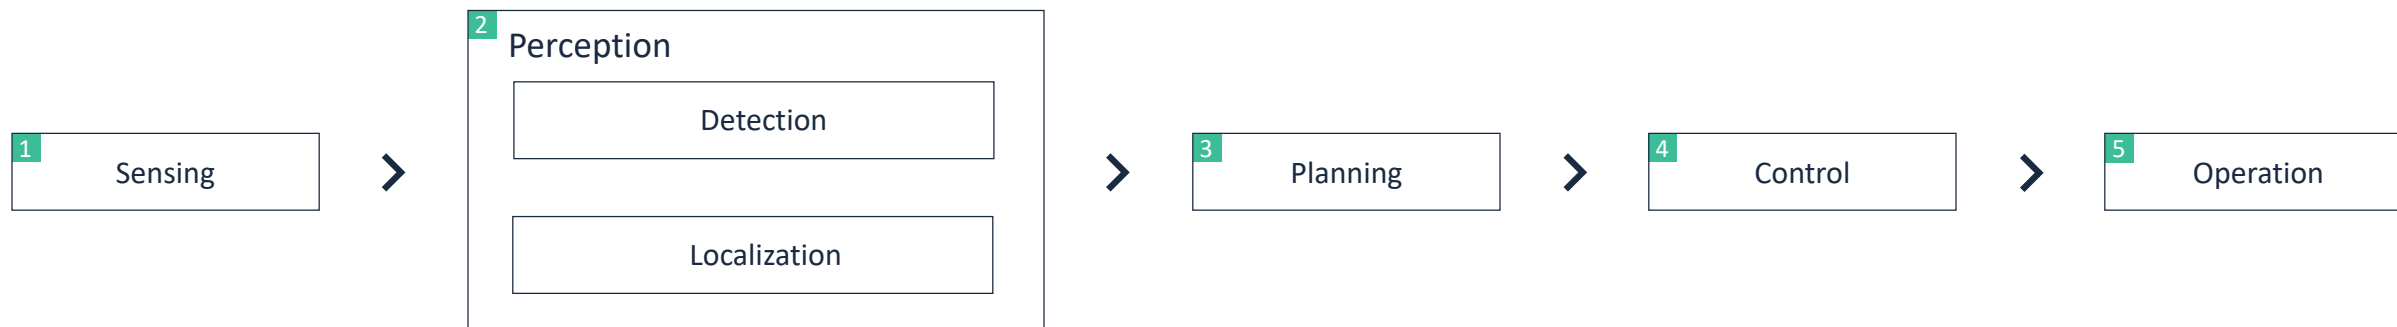 1
Sensing
2
Perception
Detection
Localization
3
Planning
4
Control
5
Operation